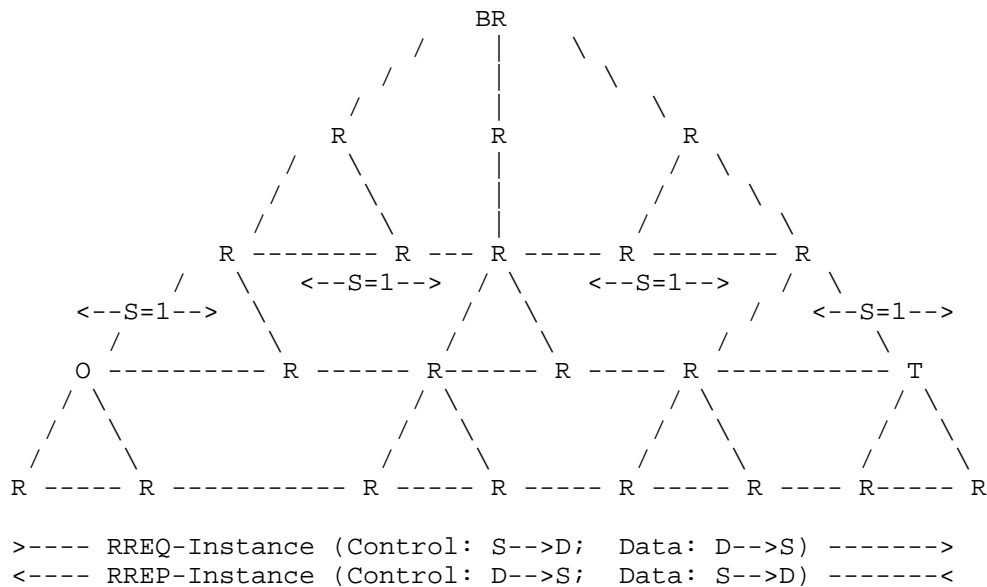 BR
R R R
R R R R R
<--S=1--> <--S=1-->
<--S=1--> <--S=1-->
O R R R R T
R R R R R R R R
>---- RREQ-Instance (Control: S-->D; Data: D-->S) ------->
<---- RREP-Instance (Control: D-->S; Data: S-->D) -------<